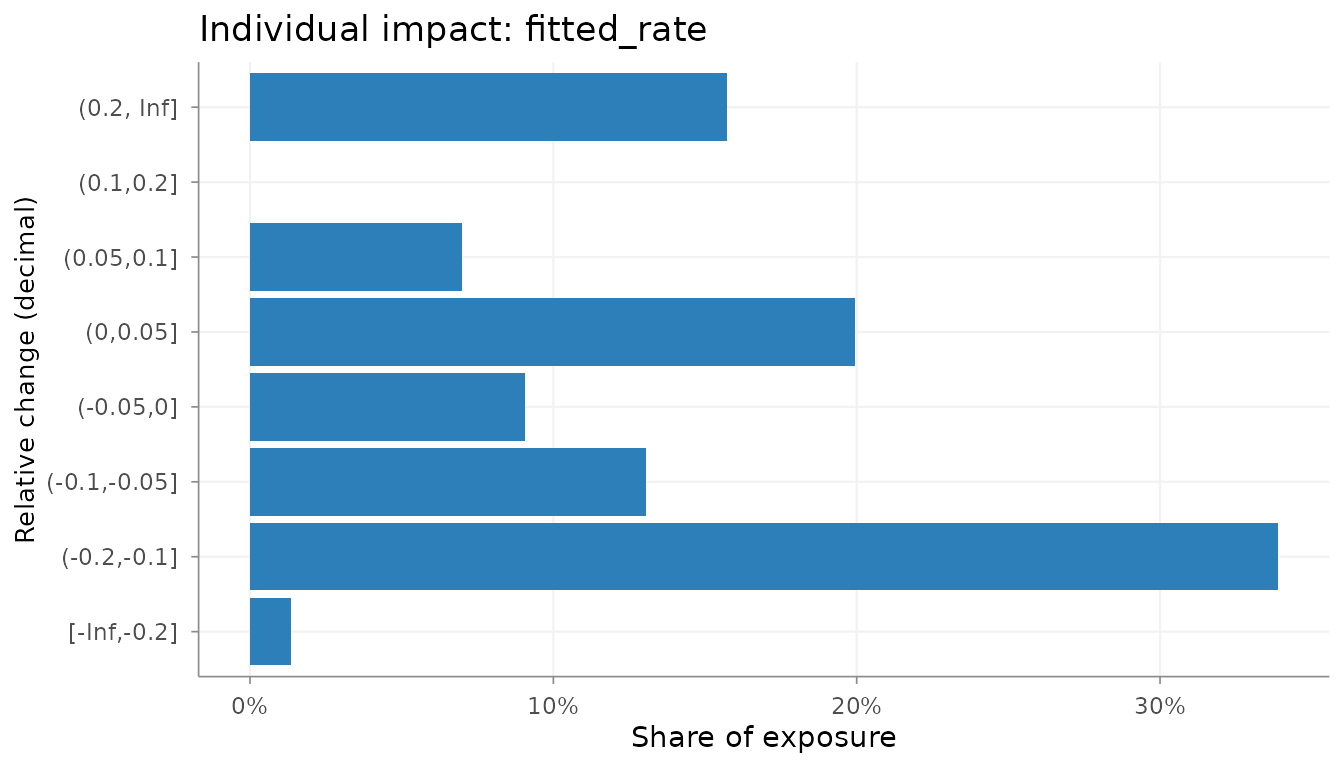 Individual impact: fitted_rate
Relative change (decimal)
(0.2, Inf]
(0.1,0.2]
(0.05,0.1]
(0,0.05]
(-0.05,0]
(-0.1,-0.05]
(-0.2,-0.1]
[-Inf,-0.2]
0% 10% 20% 30%
Share of exposure